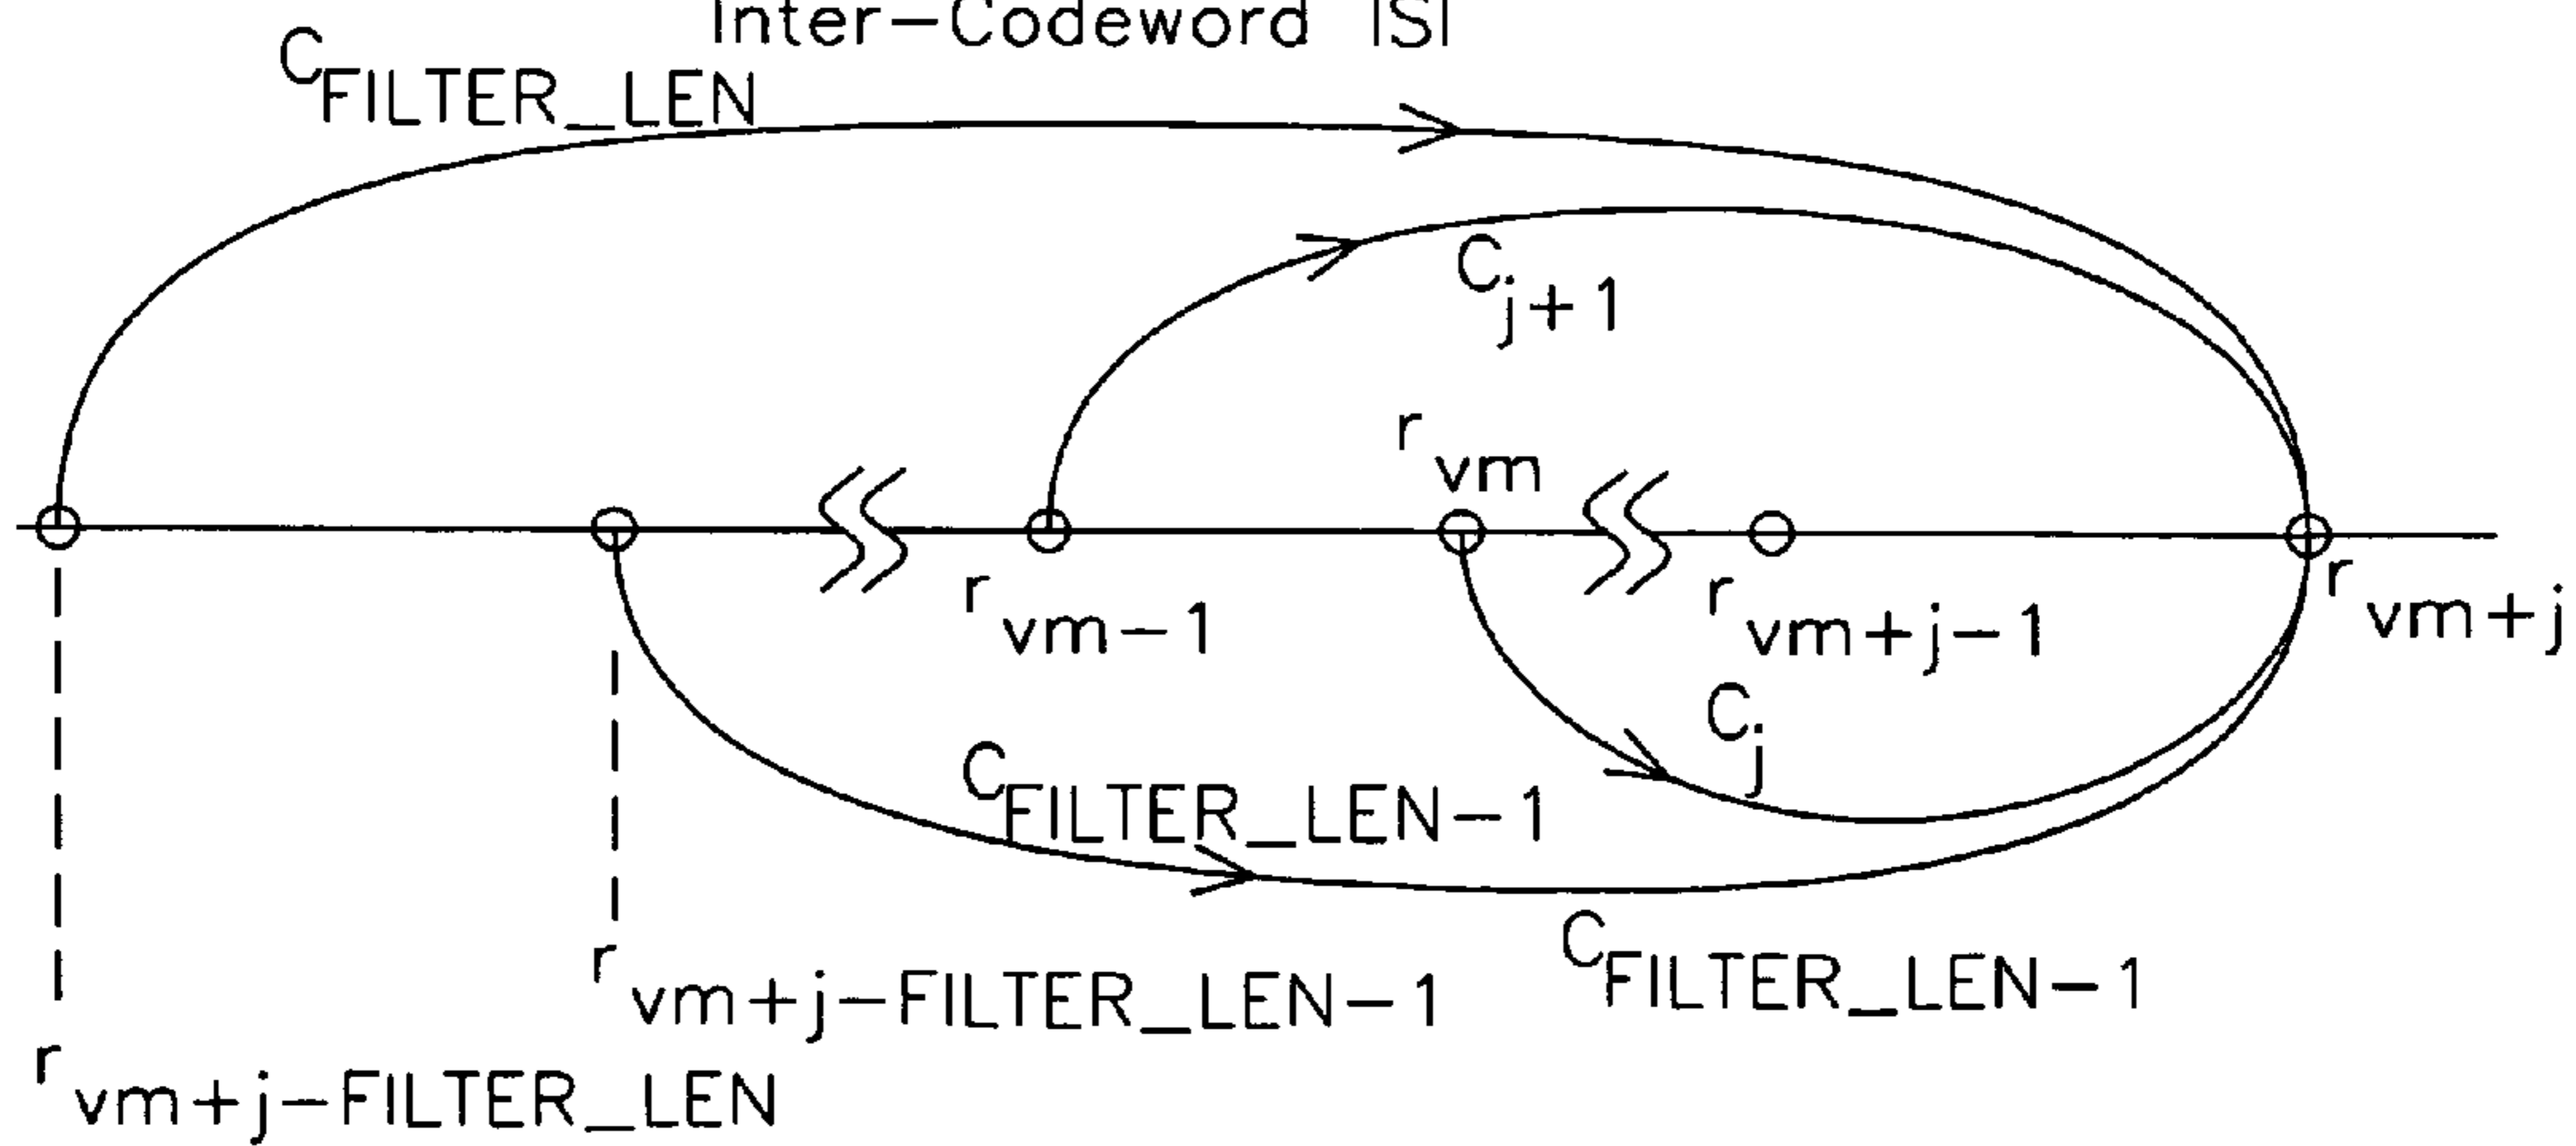 Inter-Codeword ISI
C FILTER_LEN
C j+1
r vm
r vm-1
r vm+j-1
r vm+j
C j
C FILTER_LEN-1
C FILTER_LEN-1
r vm+j-FILTER_LEN-1
r vm+j-FILTER_LEN